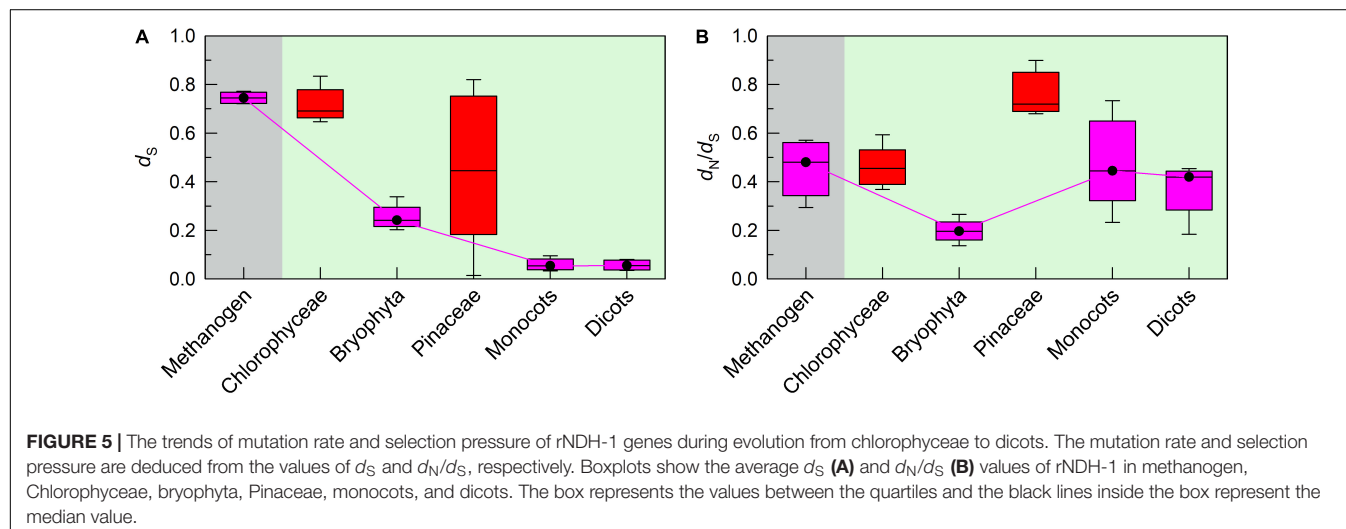 A
B
1.0
0.8
0.6
0.4
0.2
0.0
dS
Methanogen
Chlorophyceae
Bryophyta
Pinaceae
Monocots
Dicots
1.0
0.8
0.6
0.4
0.2
0.0
dN/dS
Methanogen
Chlorophyceae
Bryophyta
Pinaceae
Monocots
Dicots
FIGURE 5 | The trends of mutation rate and selection pressure of rNDH-1 genes during evolution from chlorophyceae to dicots. The mutation rate and selection
pressure are deduced from the values of dS and dN/dS, respectively. Boxplots show the average dS (A) and dN/dS (B) values of rNDH-1 in methanogen,
Chlorophyceae, bryophyta, Pinaceae, monocots, and dicots. The box represents the values between the quartiles and the black lines inside the box represent the
median value.